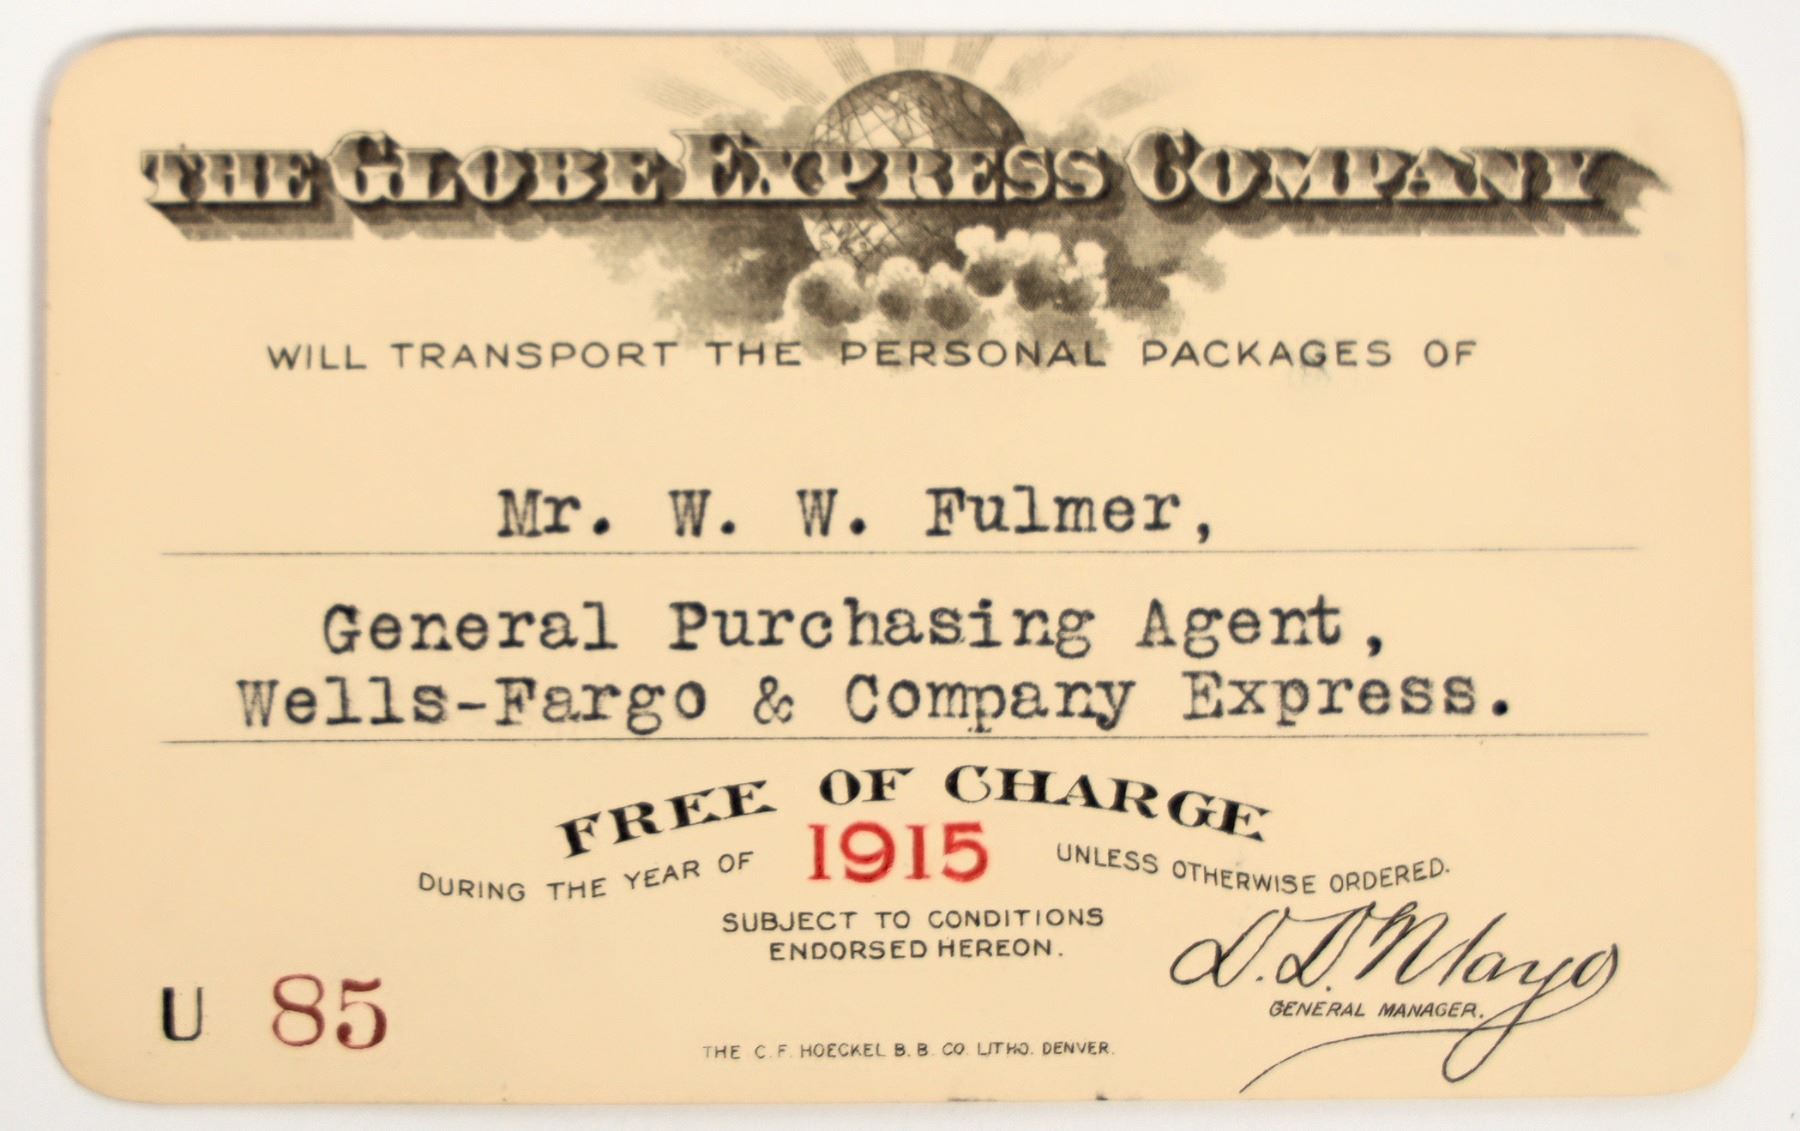 THE GLOBE EXPRESS COMPANY
WILL TRANSPORT THE PERSONAL PACKAGES OF
Mr. W. W. Fulmer,
General Purchasing Agent,
Wells-Fargo & Company Express.
FREE OF CHARGE
DURING THE YEAR OF 1915 UNLESS OTHERWISE ORDERED.
SUBJECT TO CONDITIONS
ENDORSED HEREON.
D. D. Mayo
GENERAL MANAGER.
U 85
THE C. F. HOECKEL B. B. CO. LITHO. DENVER.